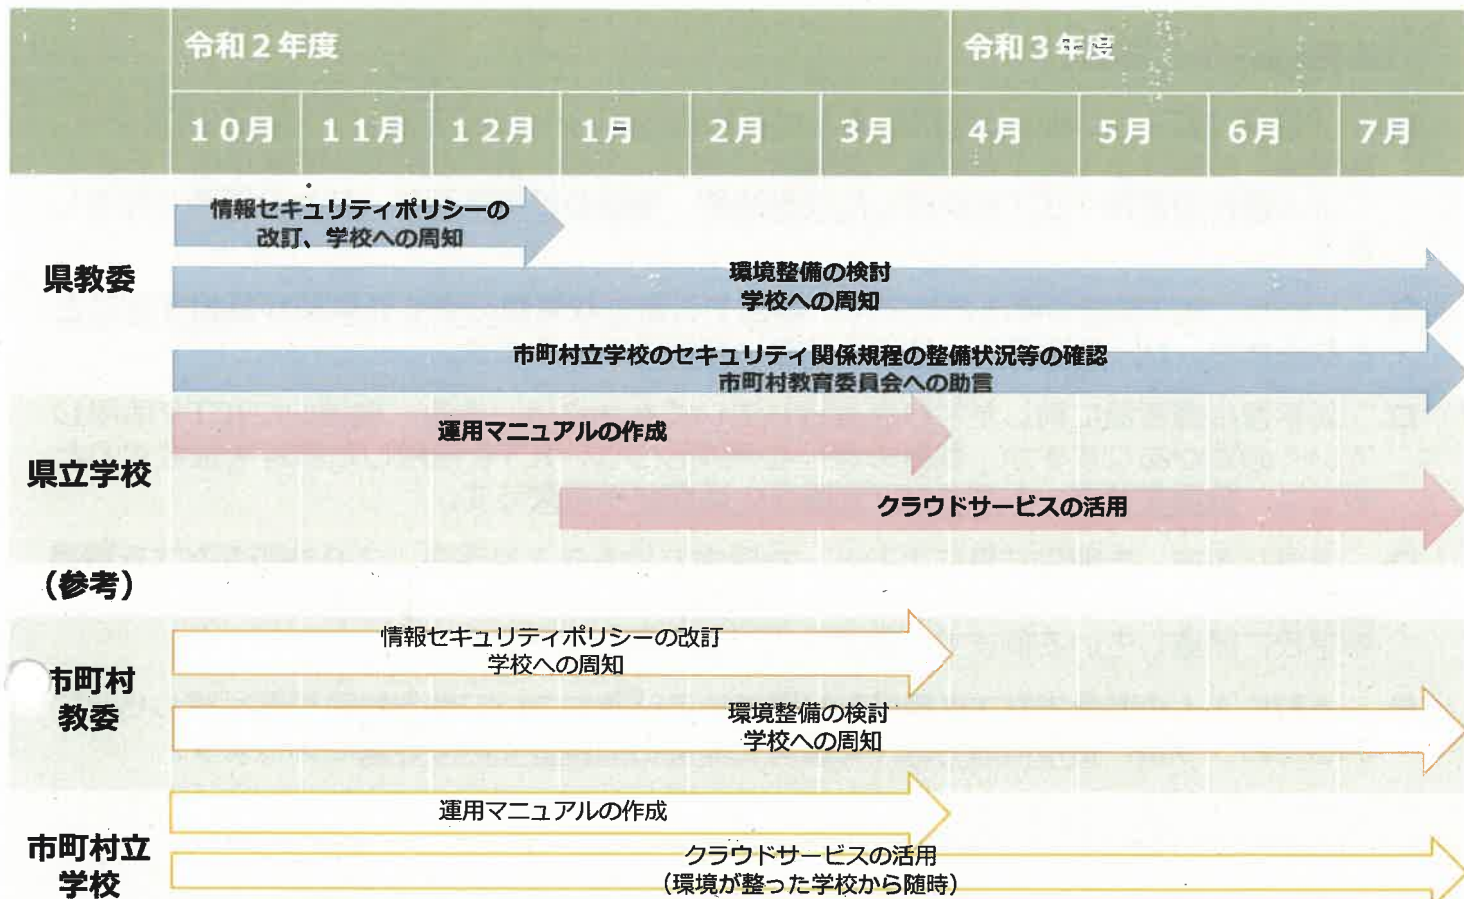 令和２年度
令和３年度
１０月
１１月
１２月
１月
２月
３月
４月
５月
６月
７月
県教委
情報セキュリティポリシーの
改訂、学校への周知
環境整備の検討
学校への周知
市町村立学校のセキュリティ関係規程の整備状況等の確認
市町村教育委員会への助言
県立学校
運用マニュアルの作成
クラウドサービスの活用
（参考）
市町村
教委
情報セキュリティポリシーの改訂
学校への周知
環境整備の検討
学校への周知
市町村立
学校
運用マニュアルの作成
クラウドサービスの活用
（環境が整った学校から随時）